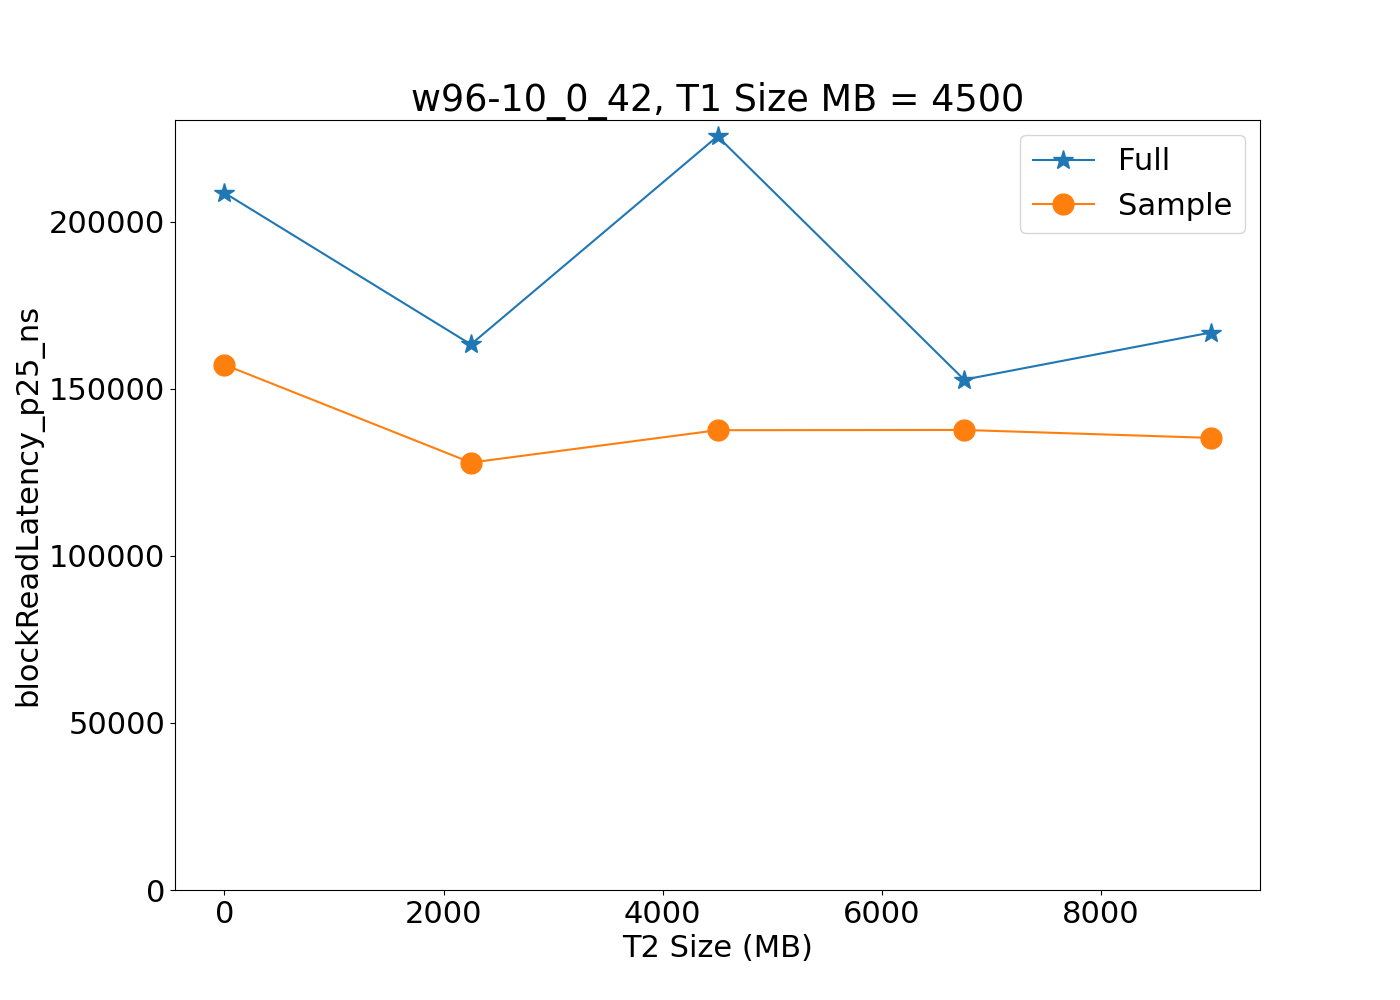 w96-10_0_42, T1 Size MB = 4500
Full
Sample
blockReadLatency_p25_ns
200000
150000
100000
50000
0
0 2000 4000 6000 8000
T2 Size (MB)